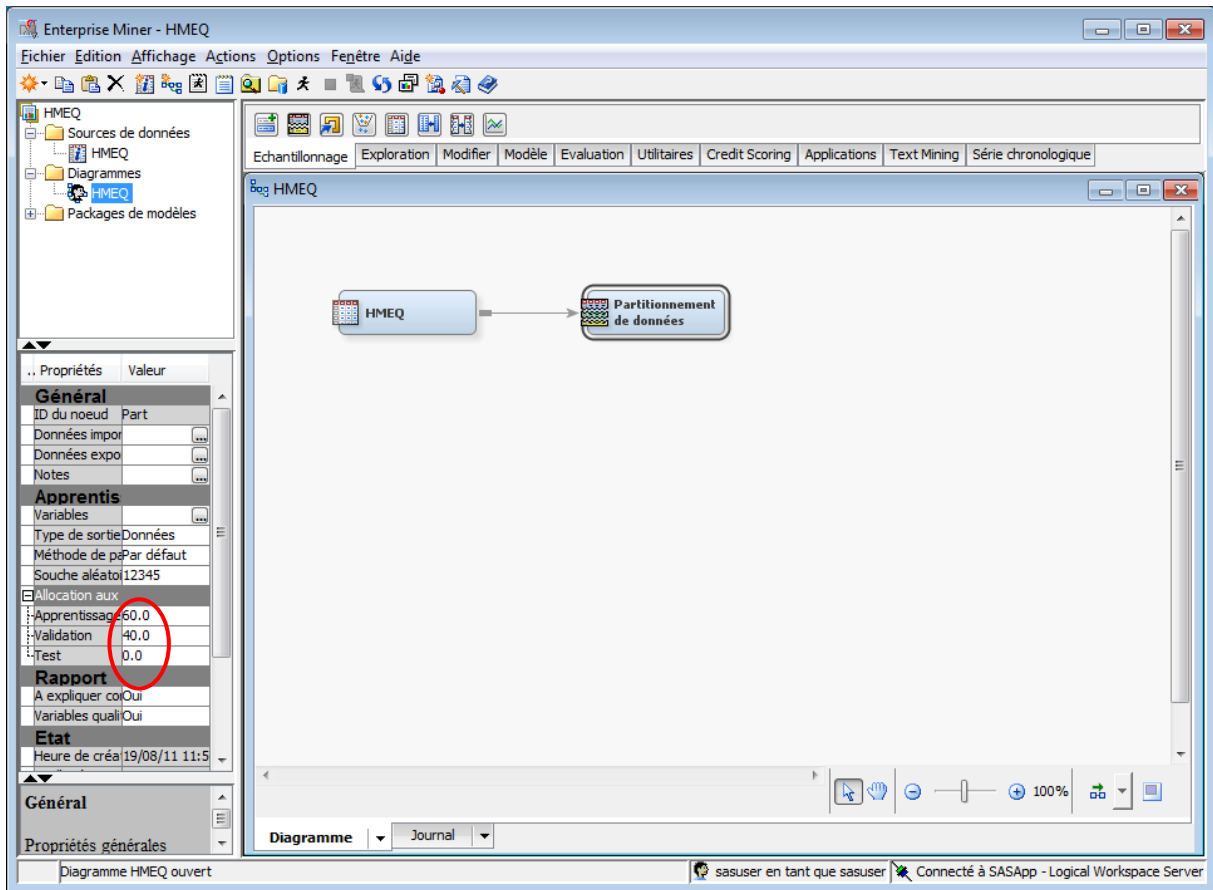 Enterprise Miner - HMEQ
Fichier Edition Affichage Actions Options Fenêtre Aide
HMEQ
Sources de données
HMEQ
Diagrammes
HMEQ
Packages de modèles
Echantillonnage Exploration Modifier Modèle Evaluation Utilitaires Credit Scoring Applications Text Mining Série chronologique
HMEQ
HMEQ
Partitionnement
de données
.. Propriétés Valeur
Général
ID du noeud Part
Données impor ...
Données expo ...
Notes ...
Apprentis
Variables ...
Type de sortie Données
Méthode de pa Par défaut
Souche aléatoi 12345
Allocation aux
Apprentissage 60.0
Validation 40.0
Test 0.0
Rapport
A expliquer co Oui
Variables quali Oui
Etat
Heure de créa 19/08/11 11:5
Général
Propriétés générales
100%
Diagramme Journal
Diagramme HMEQ ouvert
sasuser en tant que sasuser Connecté à SASApp - Logical Workspace Server